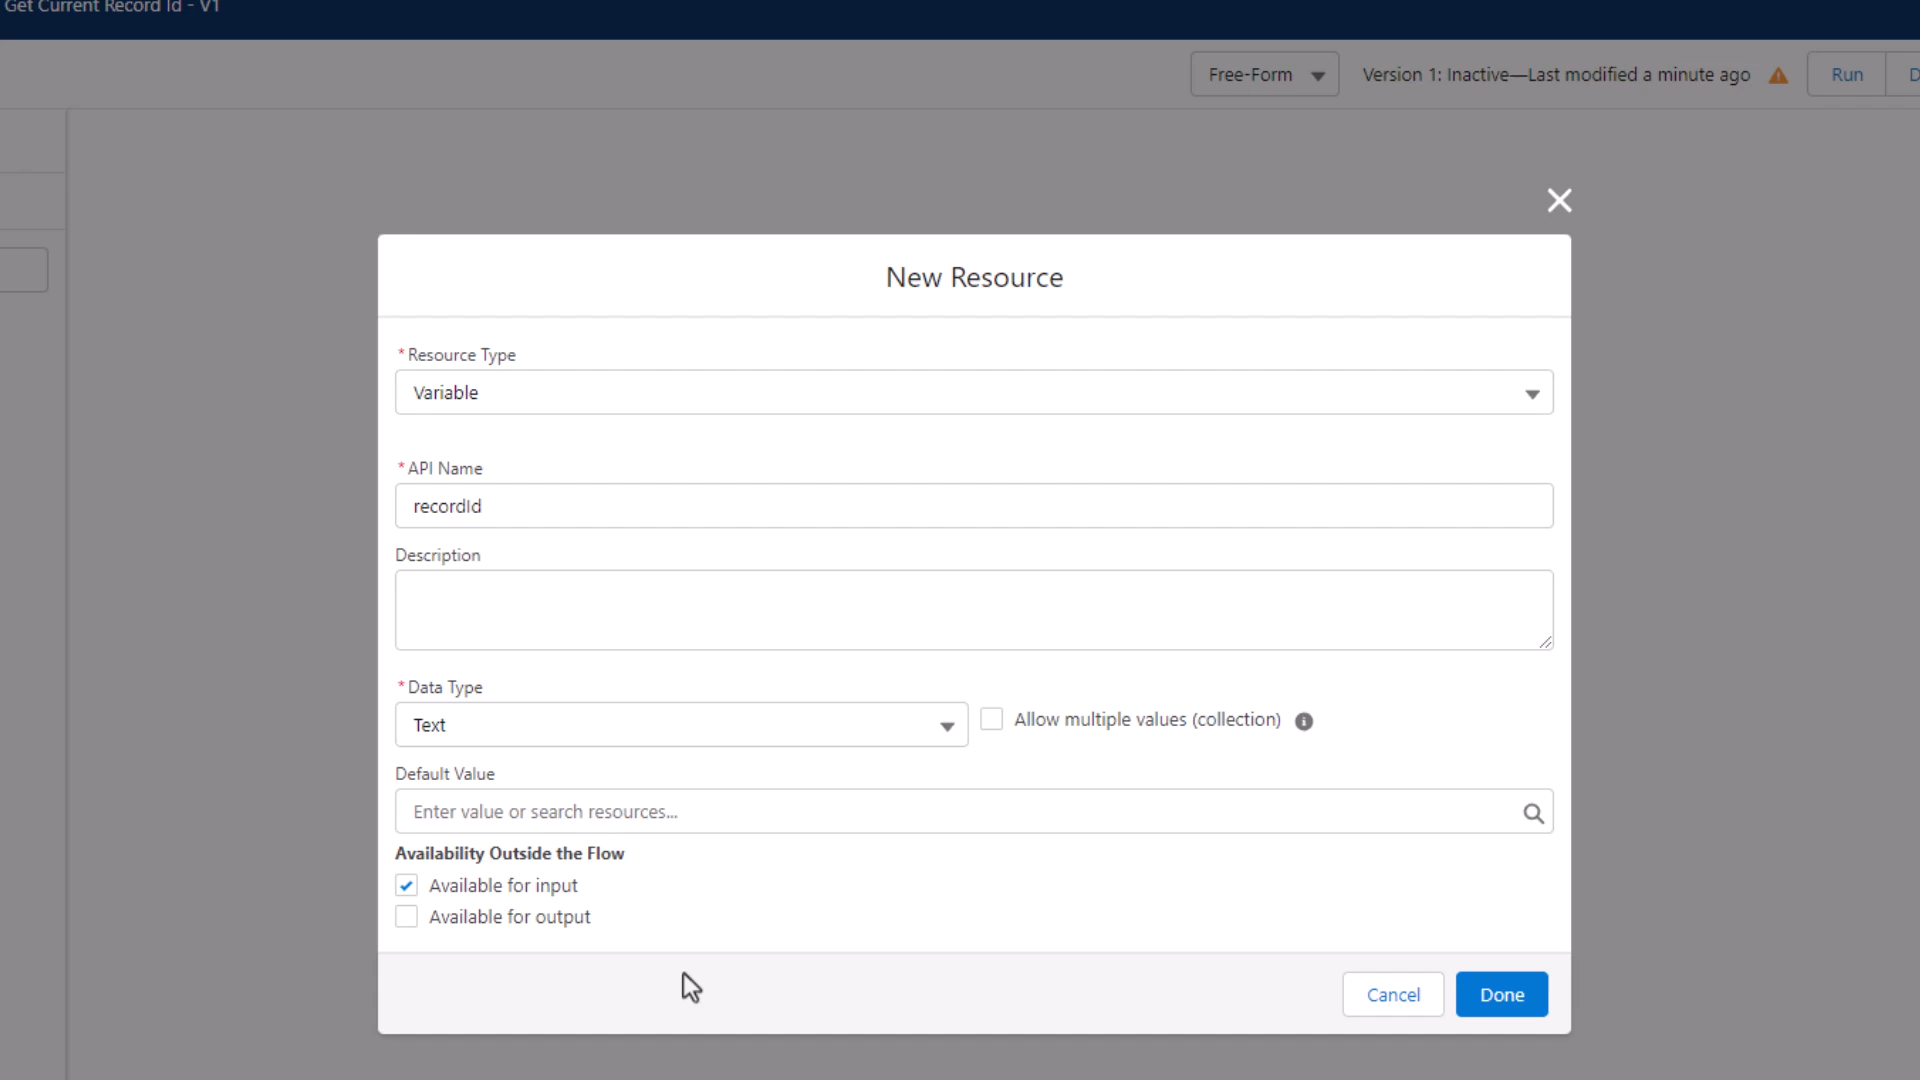 Get Current Record Id - V1
Free-Form
Version 1: Inactive—Last modified a minute ago
Run
D
New Resource
* Resource Type
Variable
* API Name
recordId
Description
* Data Type
Text
Allow multiple values (collection)
Default Value
Enter value or search resources...
Availability Outside the Flow
Available for input
Available for output
Cancel
Done